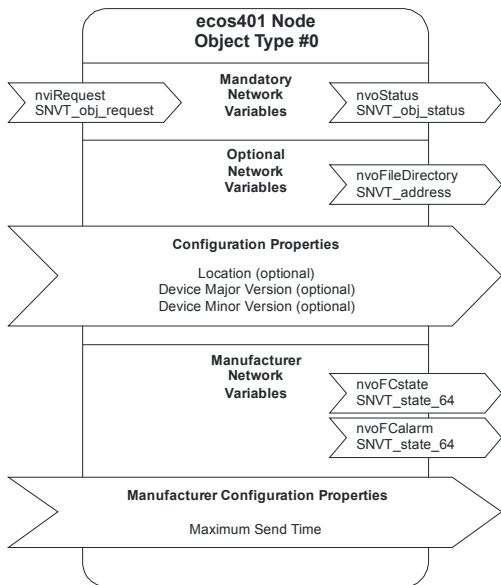 ecos401 Node
Object Type #0
Mandatory
Network
Variables
nviRequest
SNVT_obj_request
nvoStatus
SNVT_obj_status
Optional
Network
Variables
nvoFileDirectory
SNVT_address
Configuration Properties
Location (optional)
Device Major Version (optional)
Device Minor Version (optional)
Manufacturer
Network
Variables
nvoFCstate
SNVT_state_64
nvoFCalarm
SNVT_state_64
Manufacturer Configuration Properties
Maximum Send Time